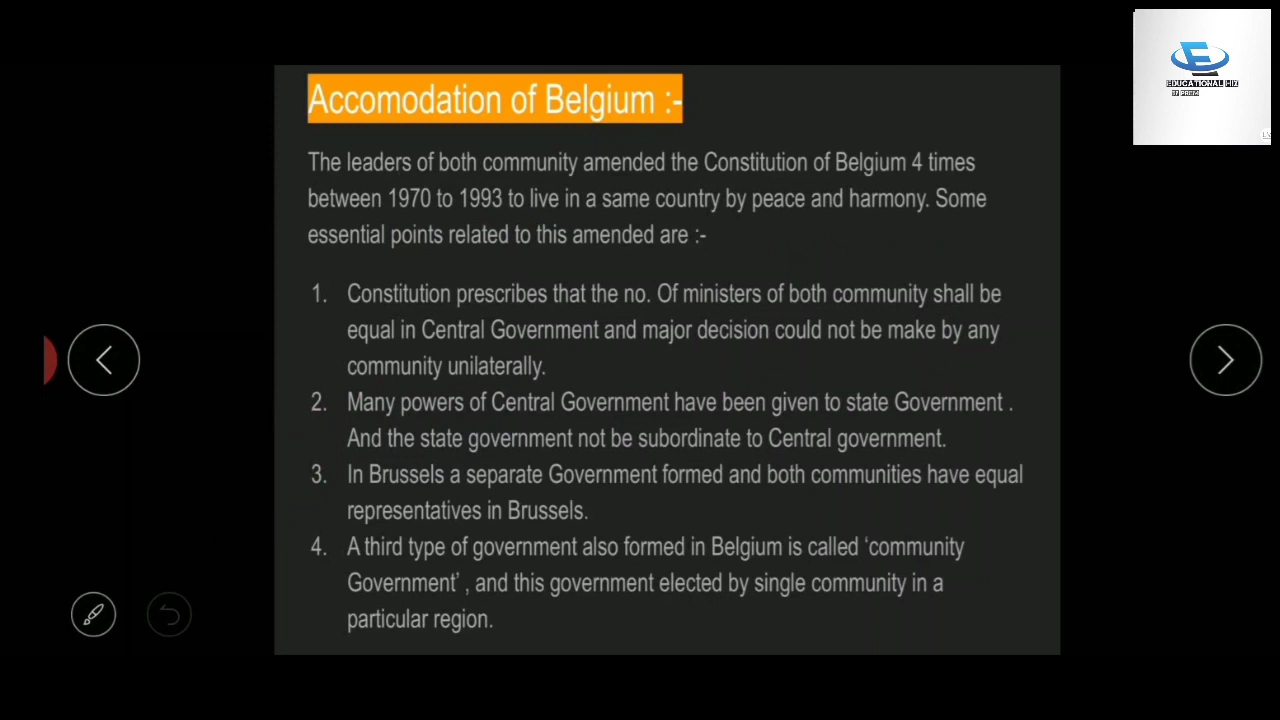 Accomodation of Belgium :-
The leaders of both community amended the Constitution of Belgium 4 times
between 1970 to 1993 to live in a same country by peace and harmony. Some
essential points related to this amended are :-
1. Constitution prescribes that the no. Of ministers of both community shall be
equal in Central Government and major decision could not be make by any
community unilaterally.
2. Many powers of Central Government have been given to state Government .
And the state government not be subordinate to Central government.
3. In Brussels a separate Government formed and both communities have equal
representatives in Brussels.
4. A third type of government also formed in Belgium is called ‘community
Government’ , and this government elected by single community in a
particular region.
EDUCATIONAL HIZ
BY PREM